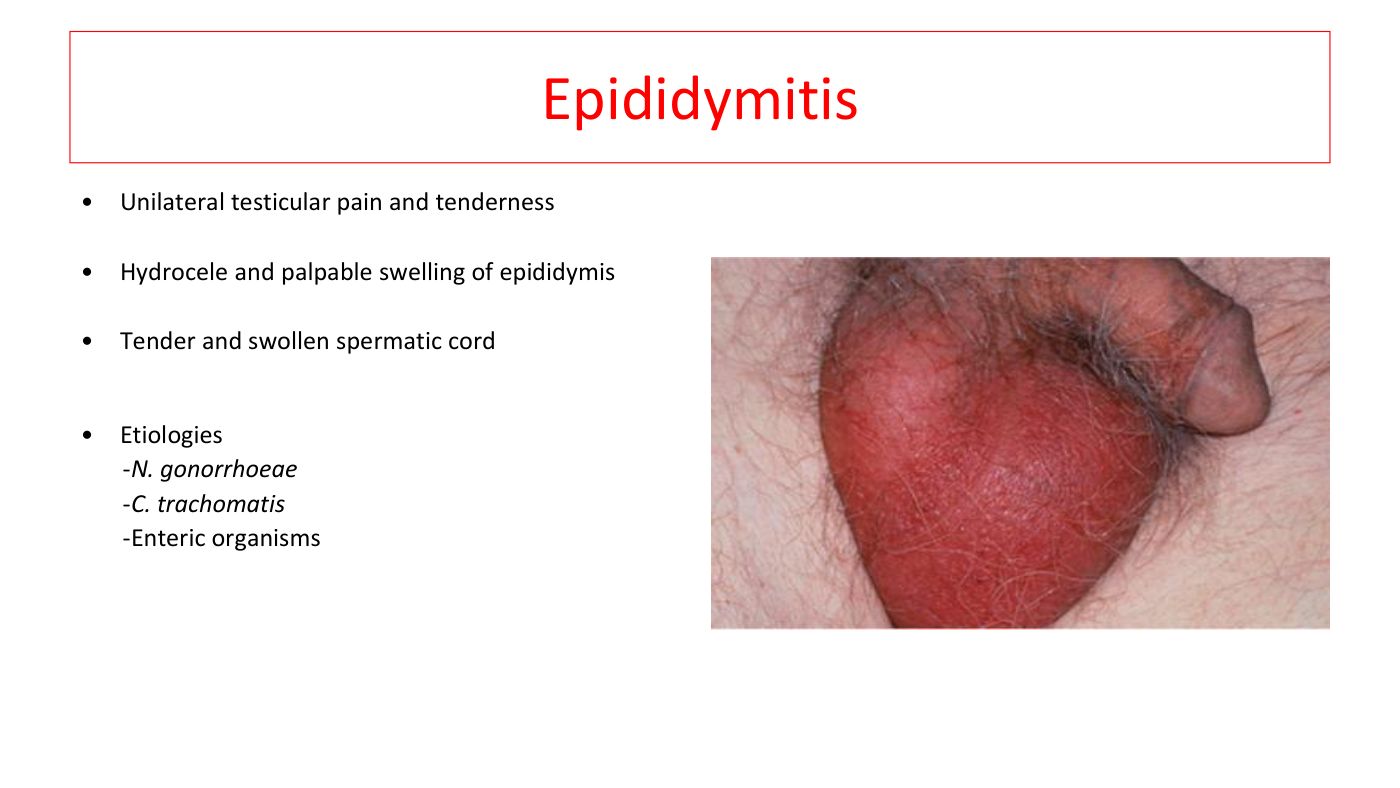 Epididymitis
• Unilateral testicular pain and tenderness
• Hydrocele and palpable swelling of epididymis
• Tender and swollen spermatic cord
• Etiologies
-N. gonorrhoeae
-C. trachomatis
-Enteric organisms